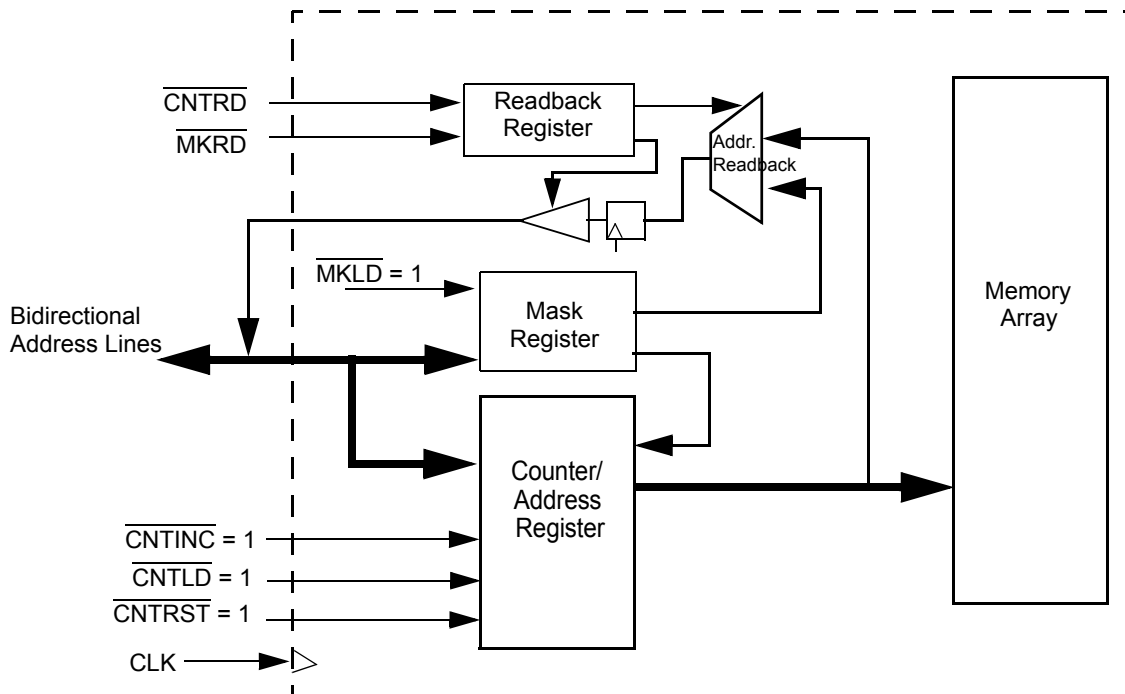 CNTRD
MKRD
Readback
Register
Addr.
Readback
MKLD = 1
Mask
Register
Bidirectional
Address Lines
Memory
Array
Counter/
Address
Register
CNTINC = 1
CNTLD = 1
CNTRST = 1
CLK